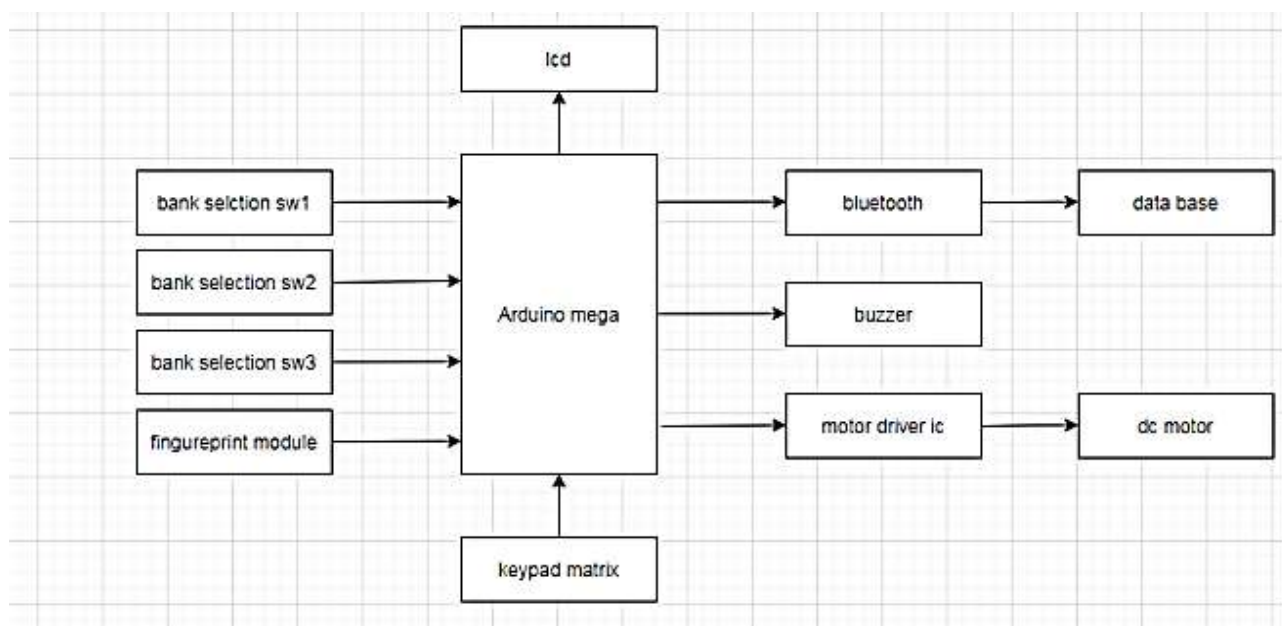 lcd
bank selction sw1
bluetooth
data base
bank selection sw2
Arduino mega
buzzer
bank selection sw3
fingureprint module
motor driver ic
dc motor
keypad matrix